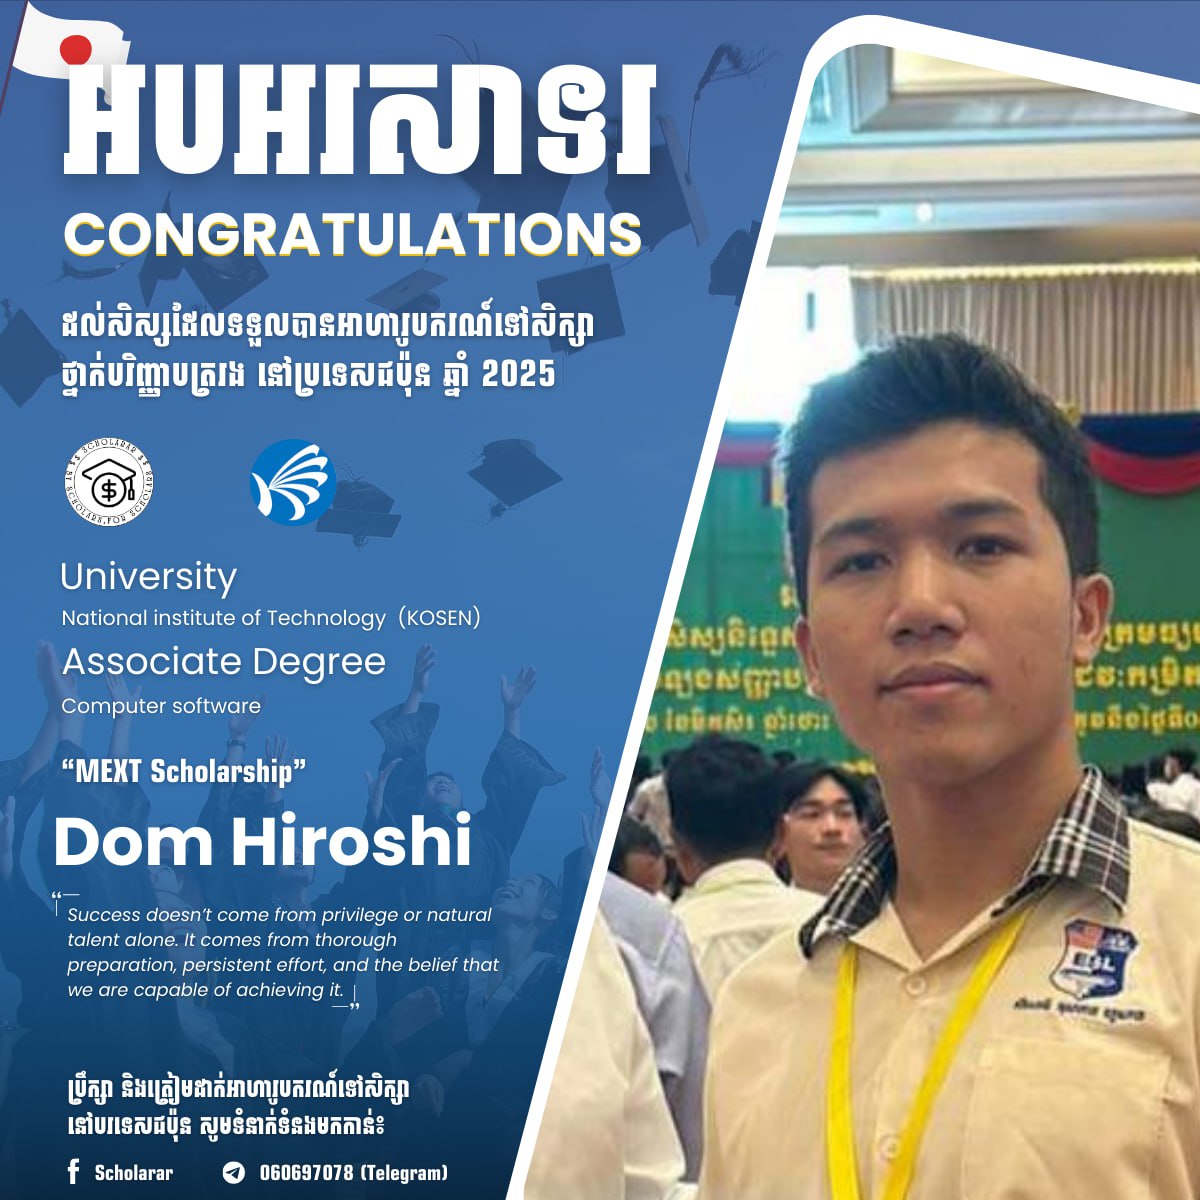 អបអរសាទរ
CONGRATULATIONS
ដល់សិស្សដែលទទួលបានអាហារូបករណ៍ទៅសិក្សា
ថ្នាក់បរិញ្ញាបត្ររង នៅប្រទេសជប៉ុន ឆ្នាំ 2025
$$ SCHOLARAR $$
BY SCHOLARS, FOR SCHOLARS
University
National institute of Technology (KOSEN)
Associate Degree
Computer software
“MEXT Scholarship”
Dom Hiroshi
“Success doesn’t come from privilege or natural
talent alone. It comes from thorough
preparation, persistent effort, and the belief that
we are capable of achieving it.”
ប្រឹក្សា និងត្រៀមដាក់អាហារូបករណ៍ទៅសិក្សា
នៅបរទេសជប៉ុន សូមទំនាក់ទំនងមកកាន់៖
Scholarar
060697078 (Telegram)
ESL